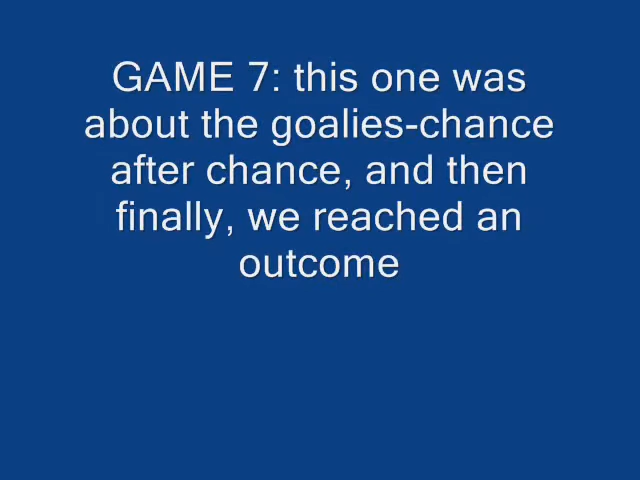 GAME 7: this one was
about the goalies-chance
after chance, and then
finally, we reached an
outcome